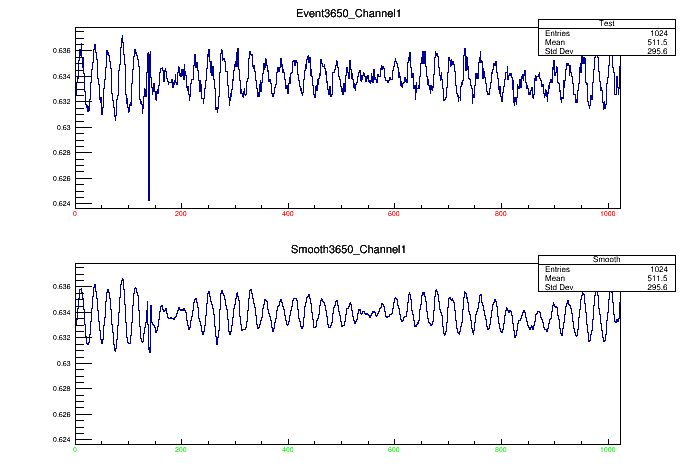 Event3650_Channel1
Test
Entries 1024
Mean 511.5
Std Dev 295.6
0.636
0.634
0.632
0.63
0.628
0.626
0.624
0 200 400 600 800 1000
Smooth3650_Channel1
Smooth
Entries 1024
Mean 511.5
Std Dev 295.6
0.636
0.634
0.632
0.63
0.628
0.626
0.624
0 200 400 600 800 1000